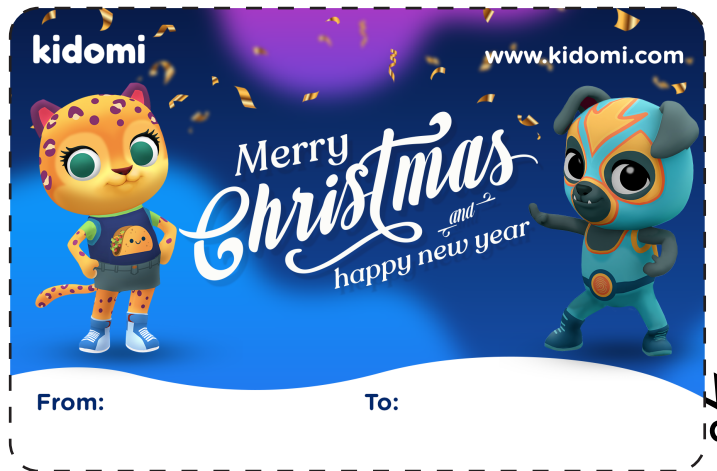 kidomi
www.kidomi.com
Merry
Christmas
and
happy new year
From: To: